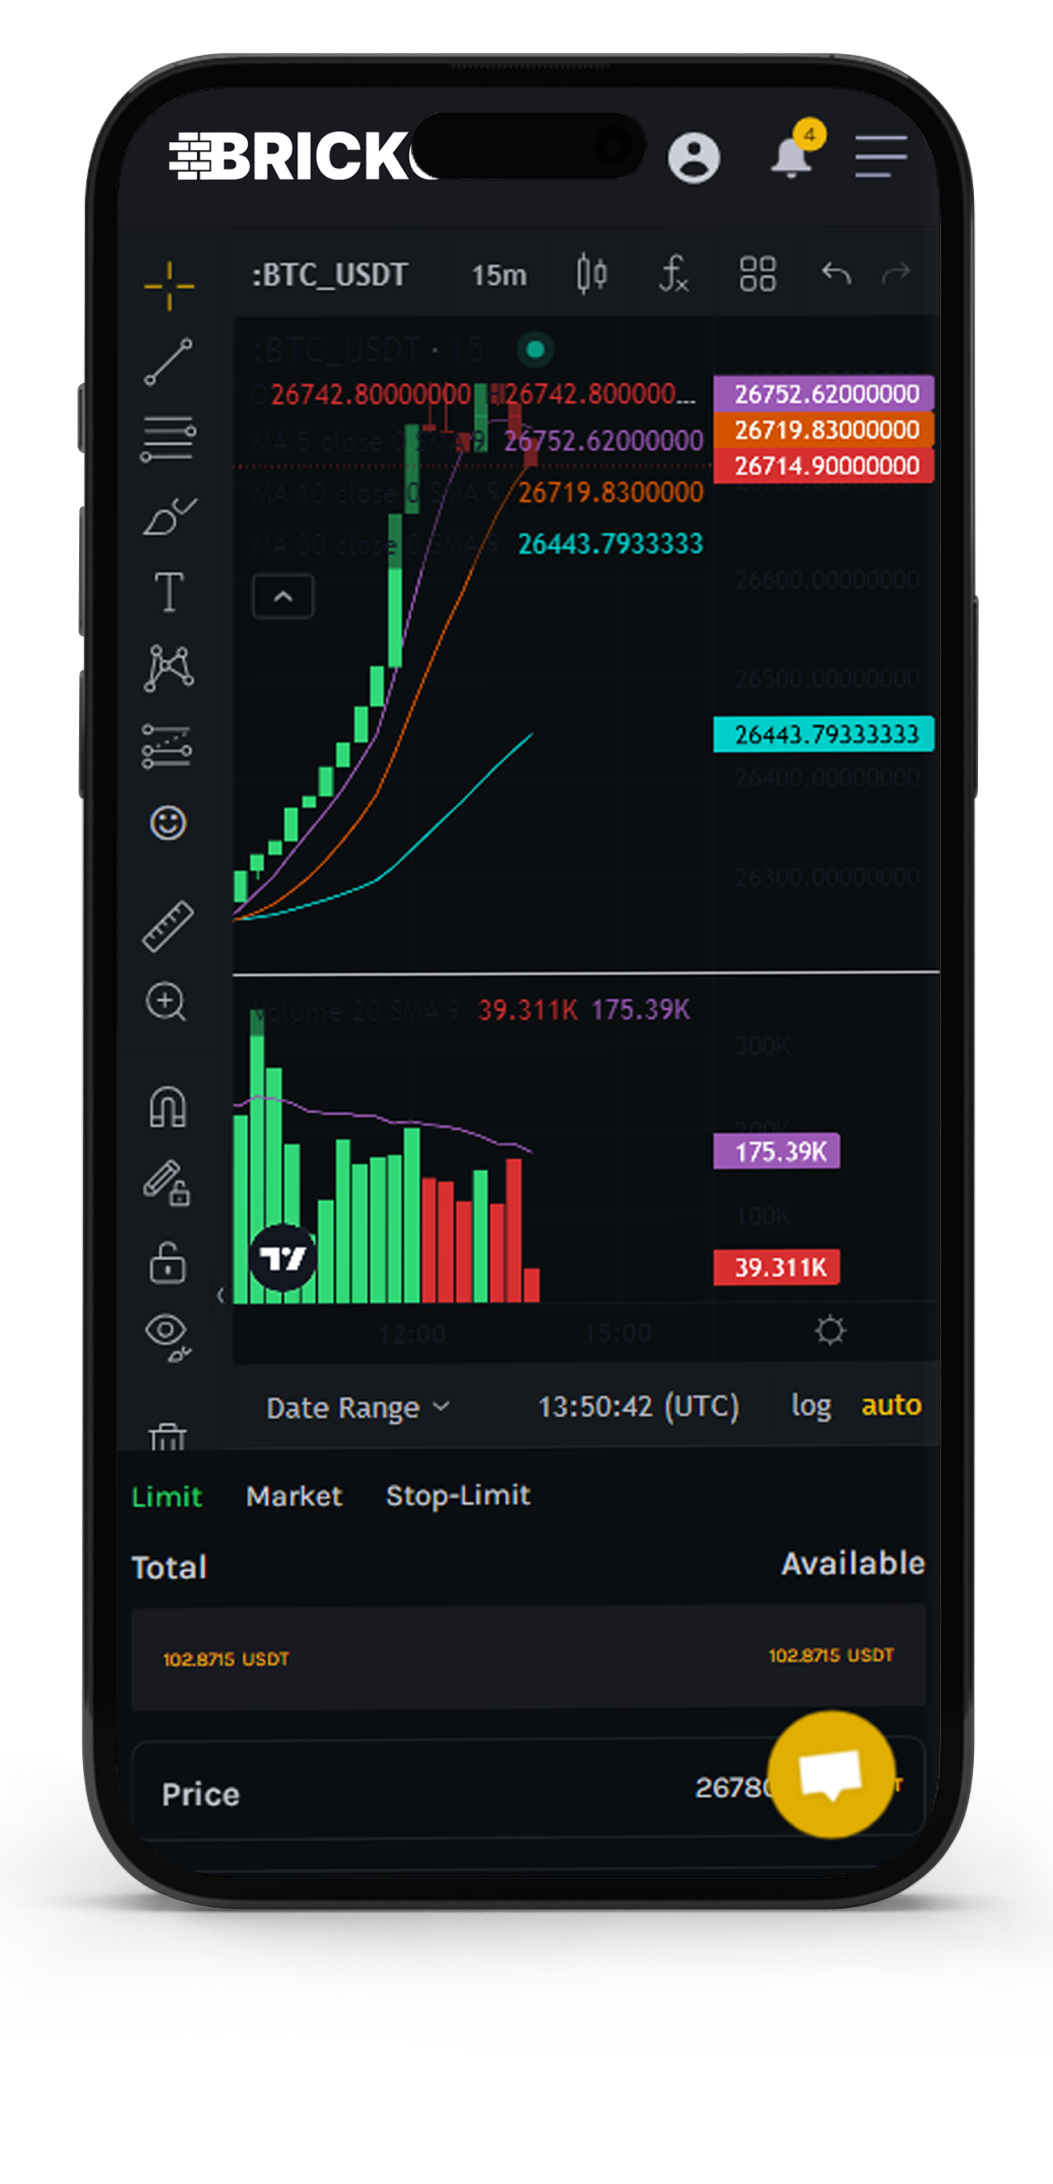 BRICK
4
:BTC_USDT 15m
:BTC_USDT · 15
26742.80000000 26742.800000... 26752.62000000
26719.83000000
MA 5 close 0 SMA 9 26752.62000000
26714.90000000
MA 10 close 0 SMA 9 26719.8300000
MA 30 close 0 SMA 9 26443.7933333
26600.00000000
26500.00000000
26443.79333333
26400.00000000
26300.00000000
Volume 20 SMA 9 39.311K 175.39K
300K
175.39K
100K
39.311K
12:00 15:00
Date Range 13:50:42 (UTC) log auto
Limit Market Stop-Limit
Total Available
102.8715 USDT 102.8715 USDT
Price 2678